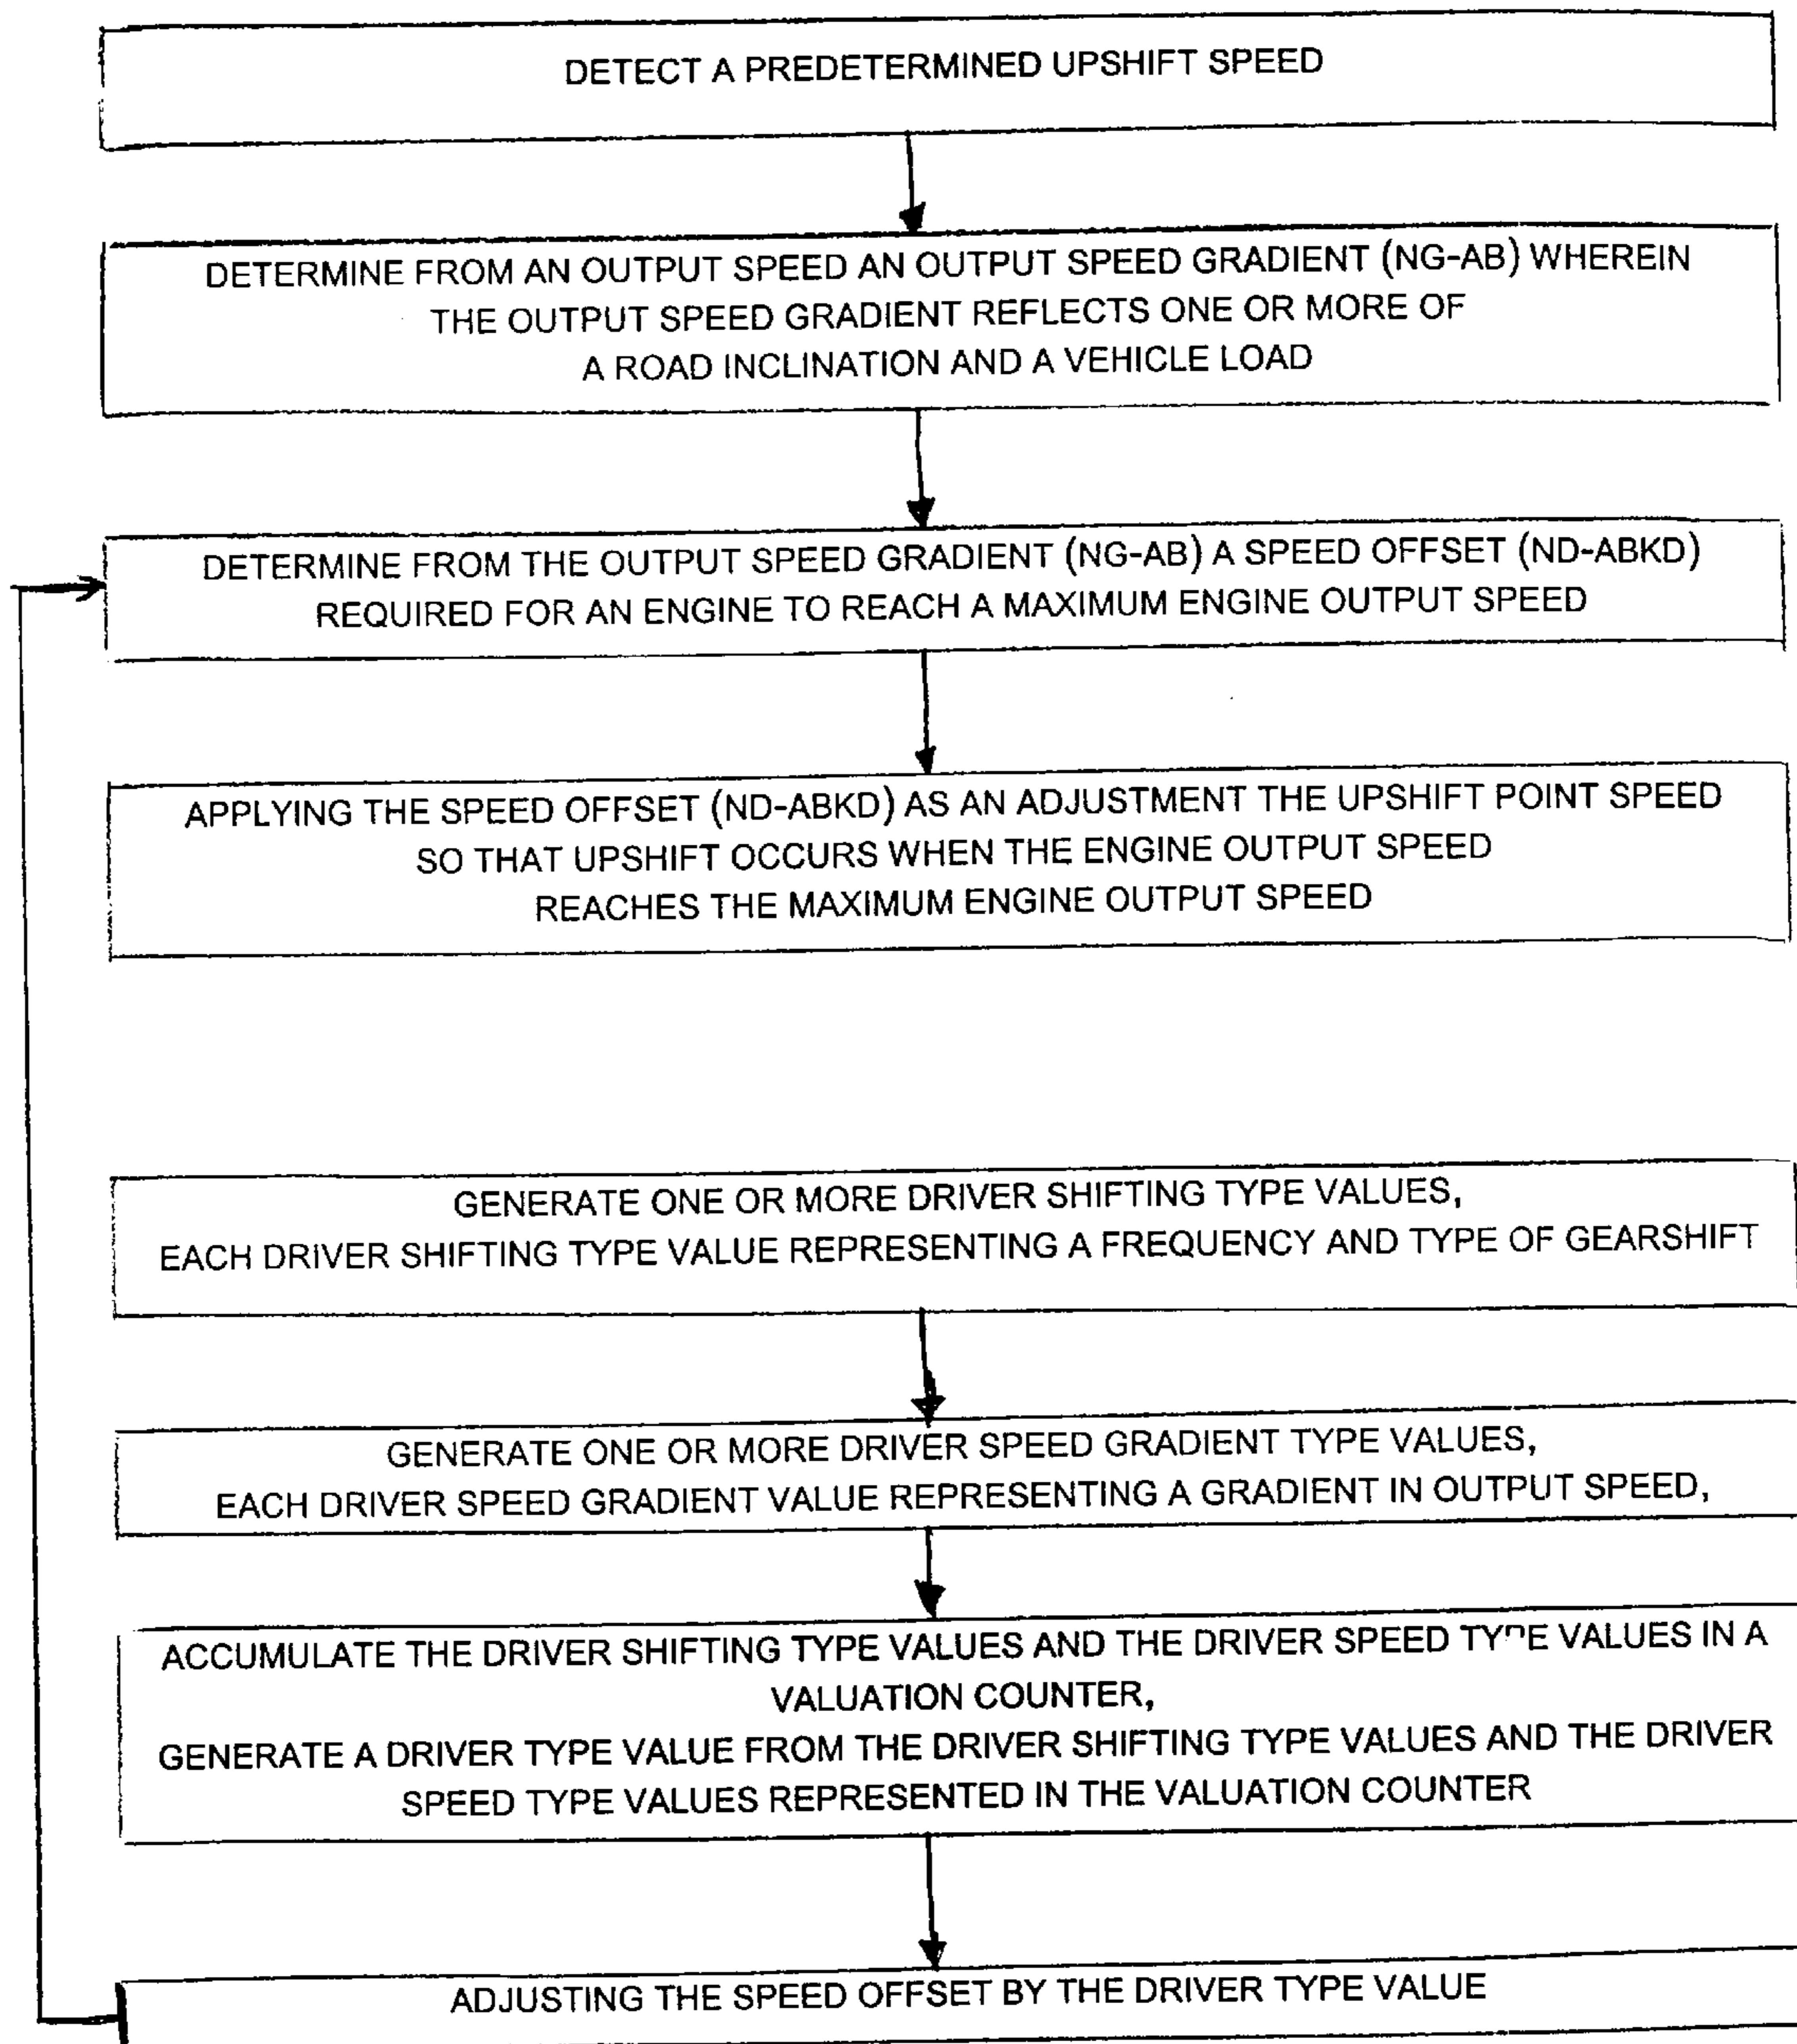 DETECT A PREDETERMINED UPSHIFT SPEED
DETERMINE FROM AN OUTPUT SPEED AN OUTPUT SPEED GRADIENT (NG-AB) WHEREIN
THE OUTPUT SPEED GRADIENT REFLECTS ONE OR MORE OF
A ROAD INCLINATION AND A VEHICLE LOAD
DETERMINE FROM THE OUTPUT SPEED GRADIENT (NG-AB) A SPEED OFFSET (ND-ABKD)
REQUIRED FOR AN ENGINE TO REACH A MAXIMUM ENGINE OUTPUT SPEED
APPLYING THE SPEED OFFSET (ND-ABKD) AS AN ADJUSTMENT THE UPSHIFT POINT SPEED
SO THAT UPSHIFT OCCURS WHEN THE ENGINE OUTPUT SPEED
REACHES THE MAXIMUM ENGINE OUTPUT SPEED
GENERATE ONE OR MORE DRIVER SHIFTING TYPE VALUES,
EACH DRIVER SHIFTING TYPE VALUE REPRESENTING A FREQUENCY AND TYPE OF GEARSHIFT
GENERATE ONE OR MORE DRIVER SPEED GRADIENT TYPE VALUES,
EACH DRIVER SPEED GRADIENT VALUE REPRESENTING A GRADIENT IN OUTPUT SPEED,
ACCUMULATE THE DRIVER SHIFTING TYPE VALUES AND THE DRIVER SPEED TYPE VALUES IN A
VALUATION COUNTER,
GENERATE A DRIVER TYPE VALUE FROM THE DRIVER SHIFTING TYPE VALUES AND THE DRIVER
SPEED TYPE VALUES REPRESENTED IN THE VALUATION COUNTER
ADJUSTING THE SPEED OFFSET BY THE DRIVER TYPE VALUE